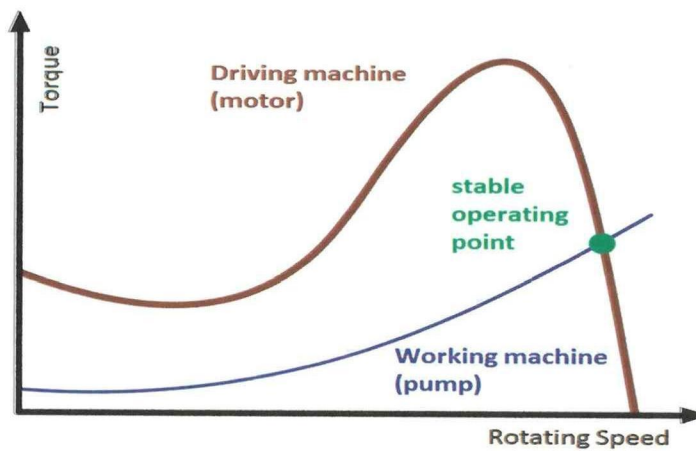 Torque
Driving machine
(motor)
stable
operating
point
Working machine
(pump)
Rotating Speed